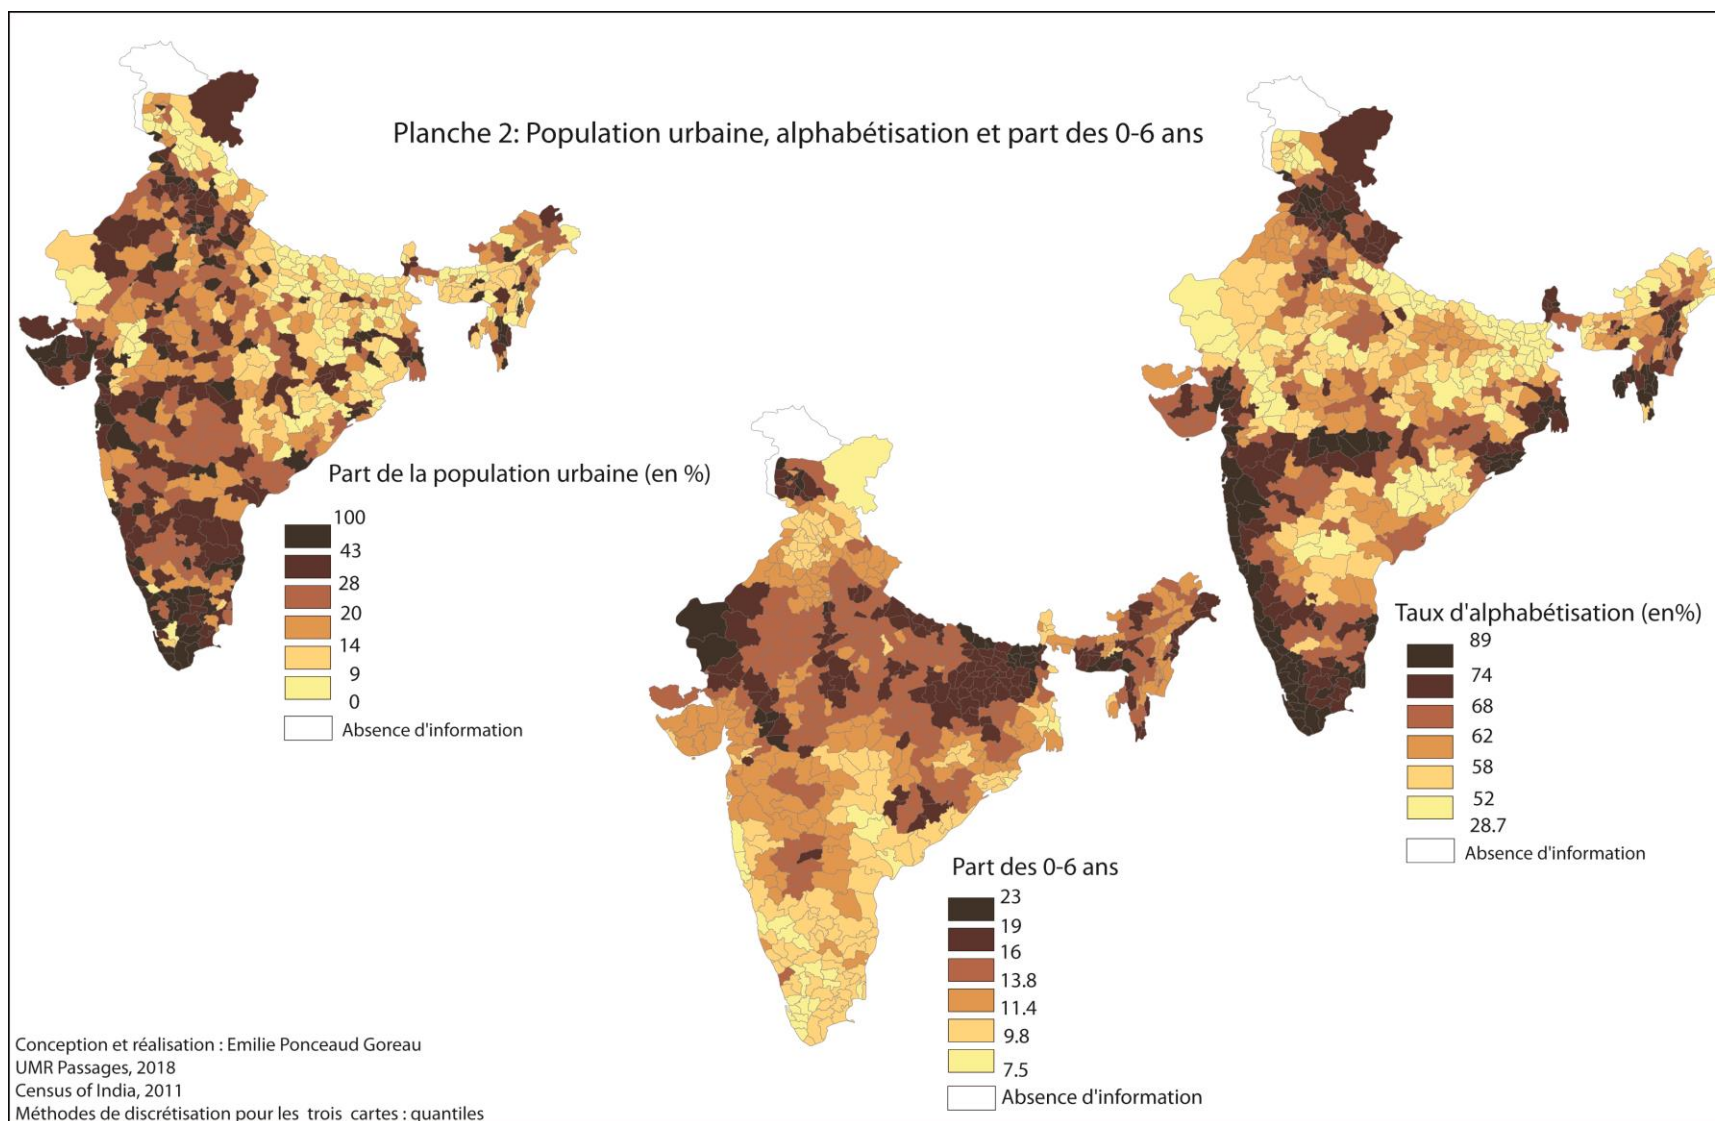 Planche 2: Population urbaine, alphabétisation et part des 0-6 ans
Part de la population urbaine (en %)
100
43
28
20
14
9
0
Absence d'information
Part des 0-6 ans
23
19
16
13.8
11.4
9.8
7.5
Absence d'information
Taux d'alphabétisation (en%)
89
74
68
62
58
52
28.7
Absence d'information
Conception et réalisation : Emilie Ponceaud Goreau
UMR Passages, 2018
Census of India, 2011
Méthodes de discrétisation pour les trois cartes : quantiles